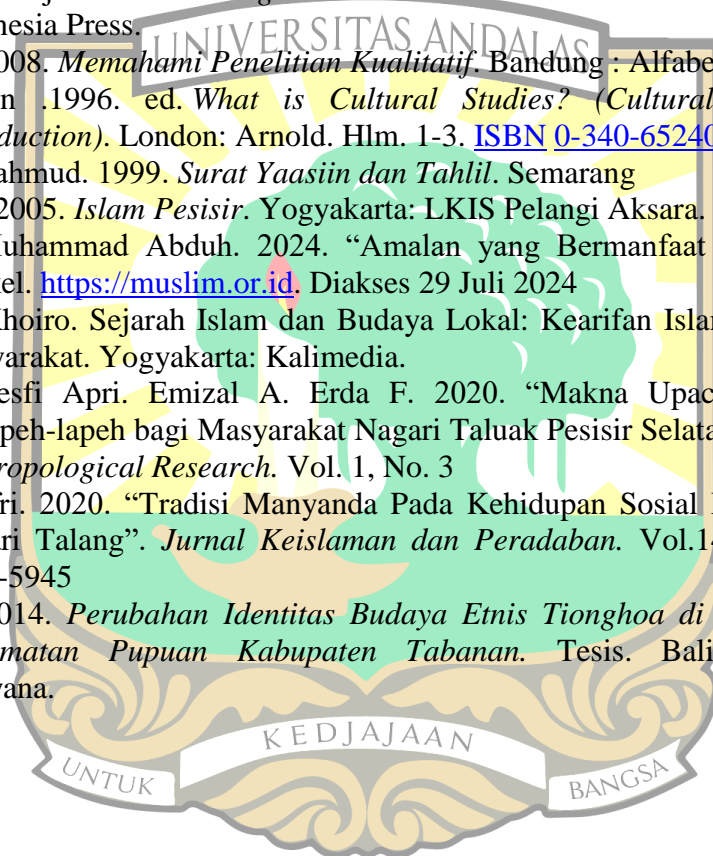 nesia Press.
UNIVERSITAS ANDALAS
008. Memahami Penelitian Kualitatif. Bandung : Alfabe
n .1996. ed. What is Cultural Studies? (Cultural
duction). London: Arnold. Hlm. 1-3. ISBN 0-340-65240
ahmud. 1999. Surat Yaasiin dan Tahlil. Semarang
2005. Islam Pesisir. Yogyakarta: LKIS Pelangi Aksara.
uhammad Abduh. 2024. “Amalan yang Bermanfaat
kel. https://muslim.or.id. Diakses 29 Juli 2024
hoiro. Sejarah Islam dan Budaya Lokal: Kearifan Islam
yarakat. Yogyakarta: Kalimedia.
esfi Apri. Emizal A. Erda F. 2020. “Makna Upac
peh-lapeh bagi Masyarakat Nagari Taluak Pesisir Selata
ropological Research. Vol. 1, No. 3
ri. 2020. “Tradisi Manyanda Pada Kehidupan Sosial
ri Talang”. Jurnal Keislaman dan Peradaban. Vol.14
-5945
014. Perubahan Identitas Budaya Etnis Tionghoa di
matan Pupuan Kabupaten Tabanan. Tesis. Bali
yana.
UNTUK KEDJAJAAN BANGSA